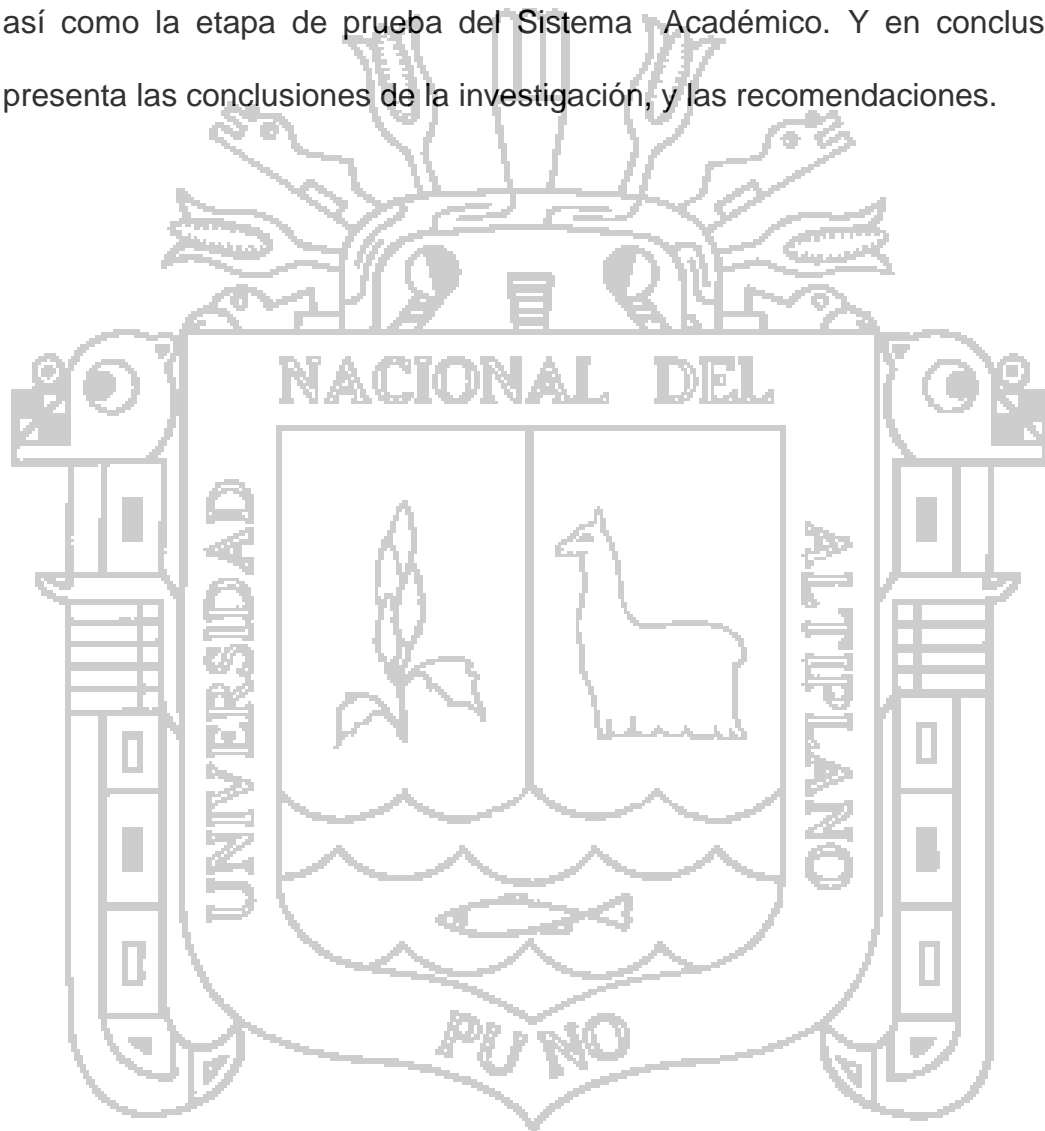 así como la etapa de prueba del Sistema Académico. Y en conclus
presenta las conclusiones de la investigación, y las recomendaciones.
NACIONAL DEL
UNIVERSIDAD
ALTIPLANO
PUNO